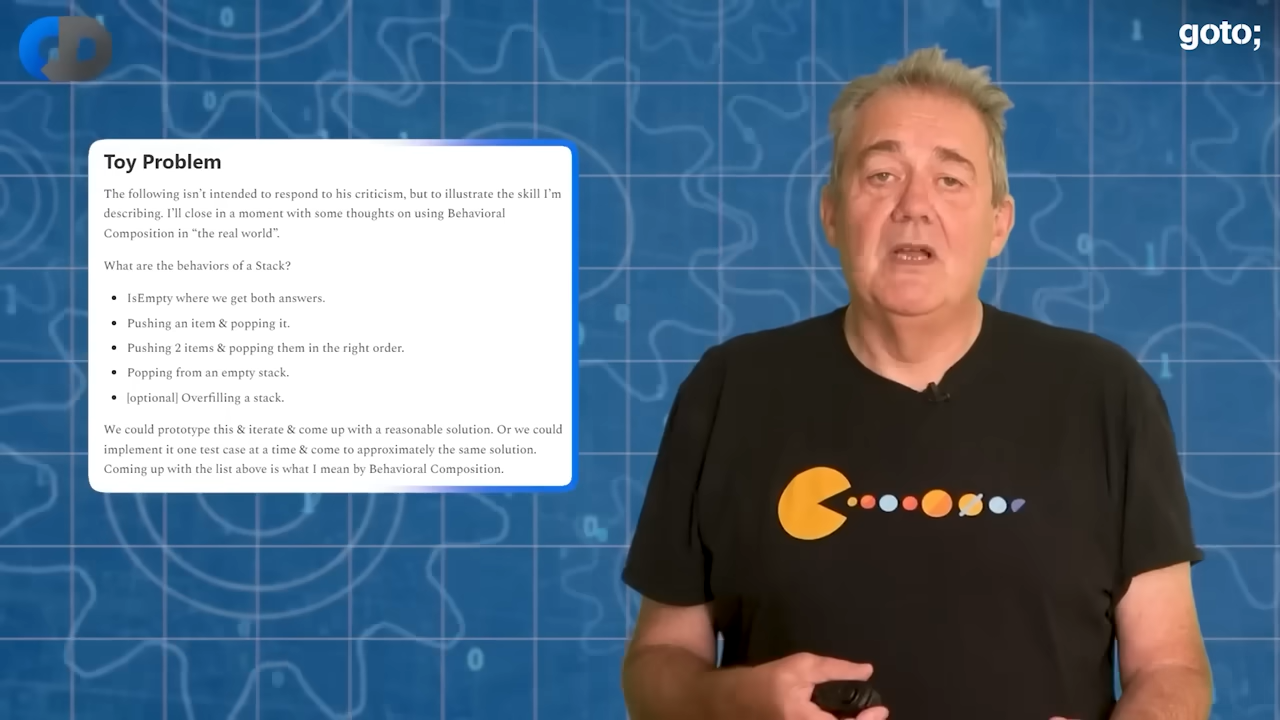 goto;
Toy Problem
The following isn't intended to respond to his criticism, but to illustrate the skill I'm
describing. I'll close in a moment with some thoughts on using Behavioral
Composition in “the real world”.
What are the behaviors of a Stack?
IsEmpty where we get both answers.
Pushing an item & popping it.
Pushing 2 items & popping them in the right order.
Popping from an empty stack.
[optional] Overfilling a stack.
We could prototype this & iterate & come up with a reasonable solution. Or we could
implement it one test case at a time & come to approximately the same solution.
Coming up with the list above is what I mean by Behavioral Composition.